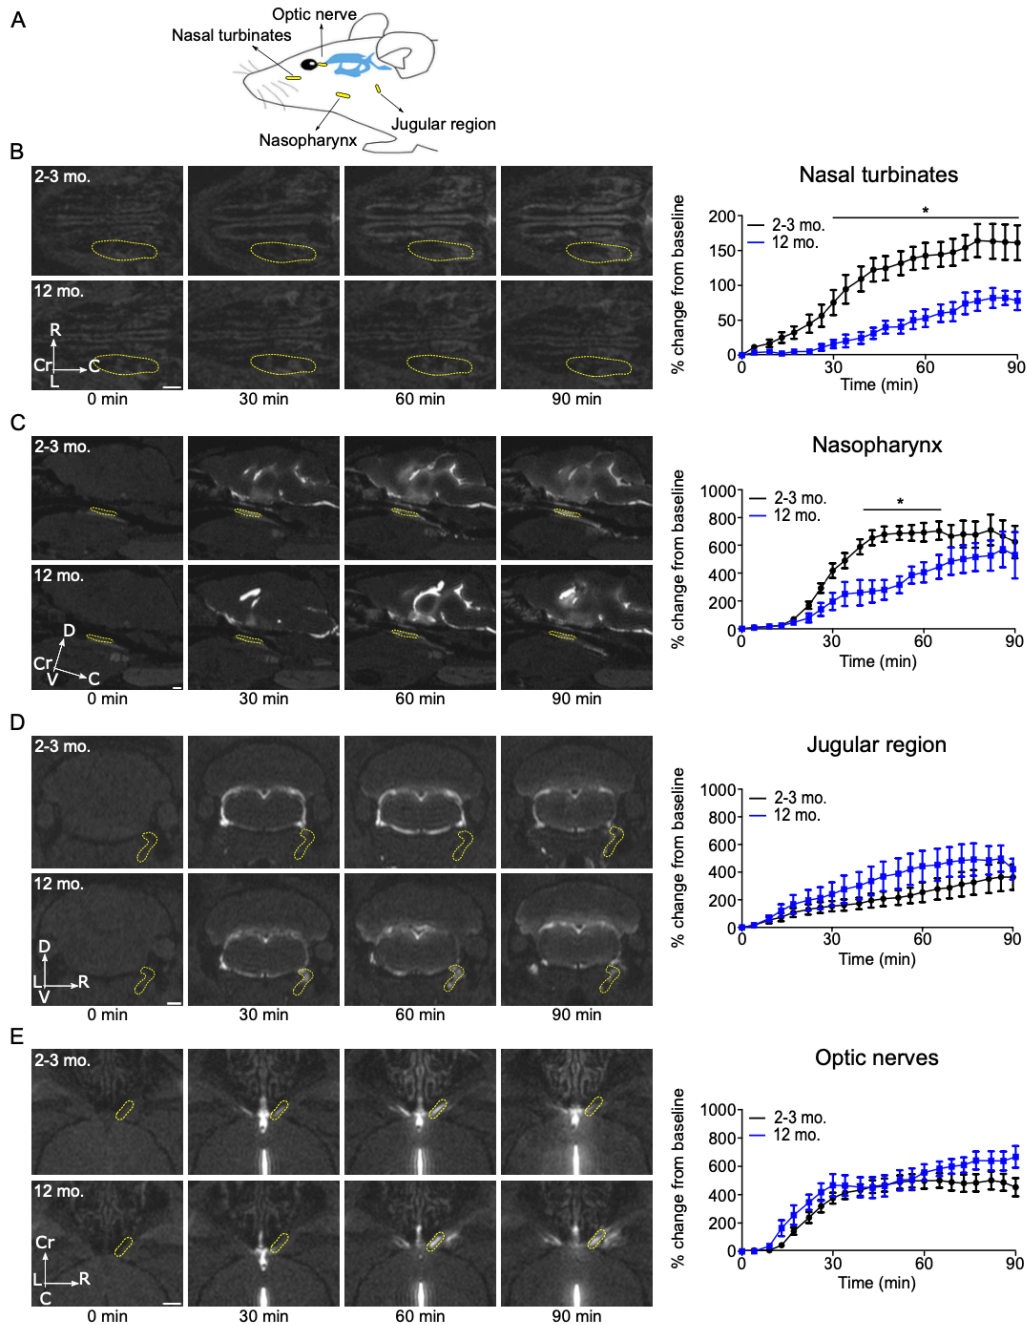 A
Optic nerve
Nasal turbinates
Nasopharynx
Jugular region
B
2-3 mo.
12 mo.
R
Cr
C
L
0 min
30 min
60 min
90 min
Nasal turbinates
% change from baseline
200
150
100
50
0
2-3 mo.
12 mo.
*
0
30
60
90
Time (min)
C
2-3 mo.
12 mo.
D
Cr
V
C
0 min
30 min
60 min
90 min
Nasopharynx
% change from baseline
1000
800
600
400
200
0
2-3 mo.
12 mo.
*
0
30
60
90
Time (min)
D
2-3 mo.
12 mo.
D
L
R
V
0 min
30 min
60 min
90 min
Jugular region
% change from baseline
1000
800
600
400
200
0
2-3 mo.
12 mo.
0
30
60
90
Time (min)
E
2-3 mo.
12 mo.
Cr
L
R
C
0 min
30 min
60 min
90 min
Optic nerves
% change from baseline
1000
800
600
400
200
0
2-3 mo.
12 mo.
0
30
60
90
Time (min)